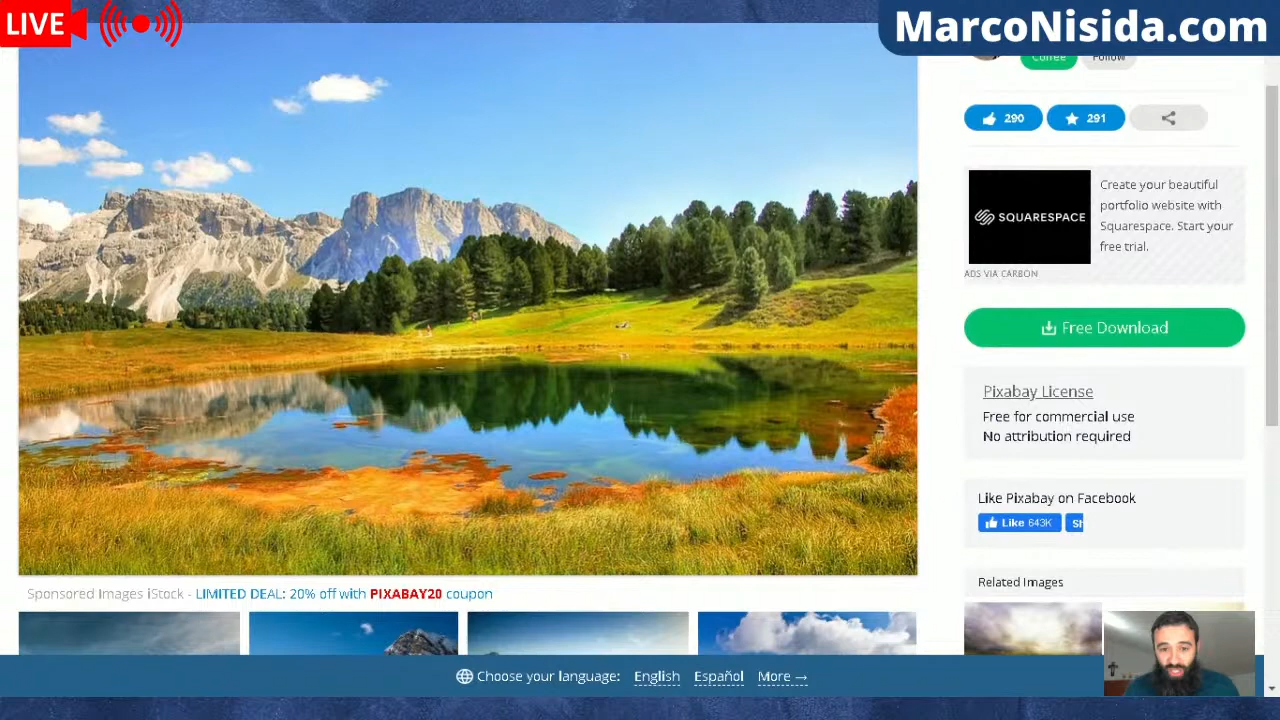 LIVE
MarcoNisida.com
Coffee
Follow
290
291
SQUARESPACE
Create your beautiful
portfolio website with
Squarespace. Start your
free trial.
ADS VIA CARBON
Free Download
Pixabay License
Free for commercial use
No attribution required
Like Pixabay on Facebook
Like 643K
Related Images
Sponsored Images iStock - LIMITED DEAL: 20% off with PIXABAY20 coupon
Choose your language: English Español More →